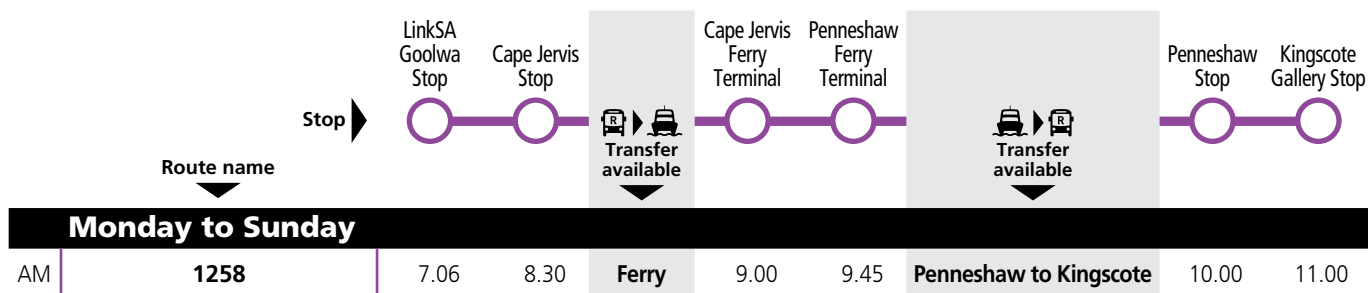 LinkSA
Goolwa
Stop
Cape Jervis
Stop
Cape Jervis
Ferry
Terminal
Penneshaw
Ferry
Terminal
Penneshaw
Stop
Kingscote
Gallery Stop
Stop
R
Transfer
available
R
Transfer
available
Route name
Monday to Sunday
AM 1258 7.06 8.30 Ferry 9.00 9.45 Penneshaw to Kingscote 10.00 11.00